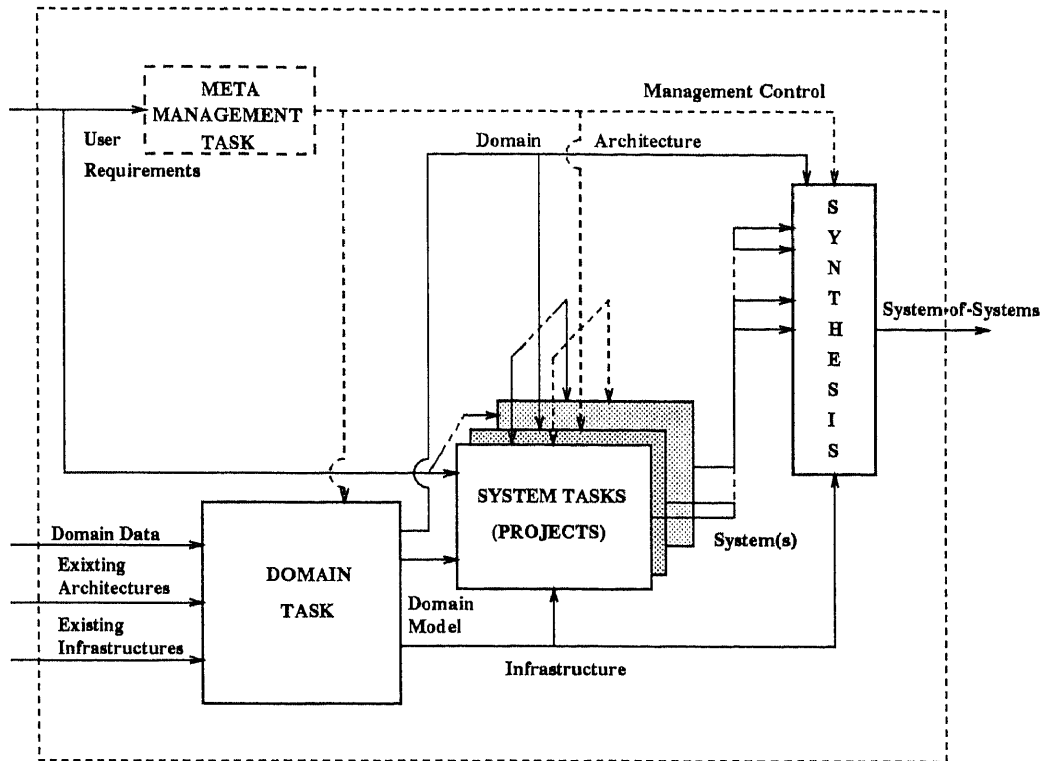 META
MANAGEMENT
TASK
Management Control
User
Requirements
Domain Architecture
S
Y
N
T
H
E
S
I
S
System-of-Systems
SYSTEM TASKS
(PROJECTS)
System(s)
Domain Data
Exixting
Architectures
Existing
Infrastructures
DOMAIN
TASK
Domain
Model
Infrastructure